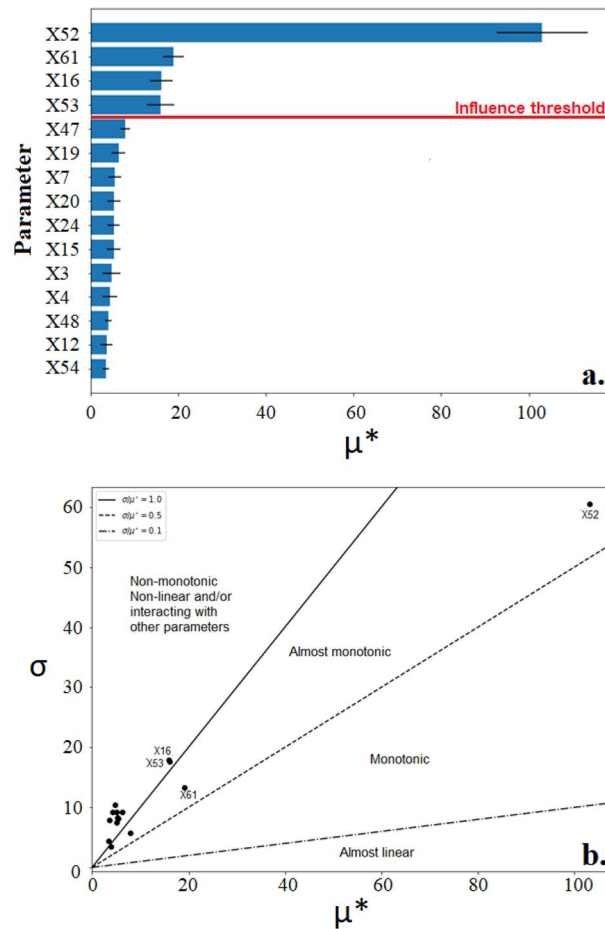 X52
X61
X16
X53
Influence threshold
X47
X19
X7
X20
X24
X15
X3
X4
X48
X12
X54
Parameter
a.
0 20 40 60 80 100
μ*
σ/μ* = 1.0
σ/μ* = 0.5
σ/μ* = 0.1
60
50
40
30
20
10
0
σ
X52
Non-monotonic
Non-linear and/or
interacting with
other parameters
Almost monotonic
X16
X53
X61
Monotonic
Almost linear
b.
0 20 40 60 80 100
μ*